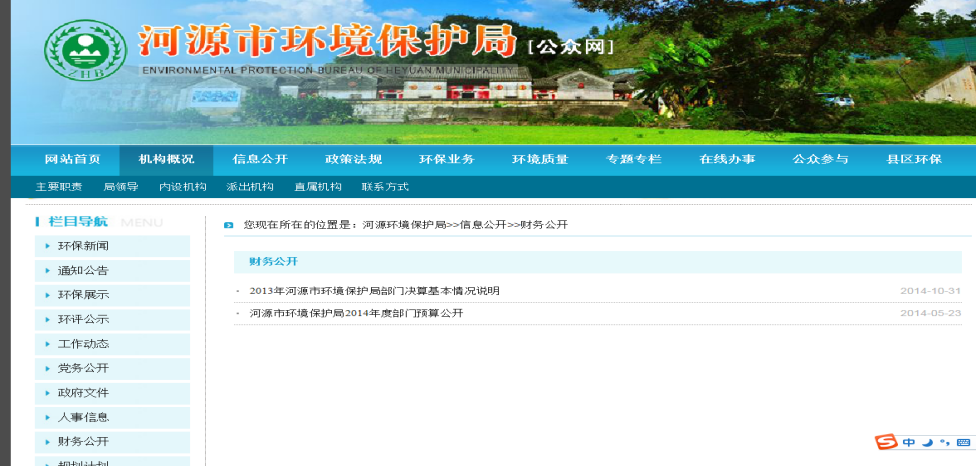 河源市环境保护局 [公众网]
ENVIRONMENTAL PROTECTION BUREAU OF HEYUAN MUNICIPALITY
ZHB
网站首页 机构概况 信息公开 政策法规 环保业务 环境质量 专题专栏 在线办事 公众参与 县区环保
主要职责 局领导 内设机构 派出机构 直属机构 联系方式
栏目导航 MENU
环保新闻
通知公告
环保展示
环评公示
工作动态
党务公开
政府文件
人事信息
财务公开
规划计划
您现在所在的位置是：河源环境保护局>>信息公开>>财务公开
财务公开
2013年河源市环境保护局部门决算基本情况说明 2014-10-31
河源市环境保护局2014年度部门预算公开 2014-05-23
中